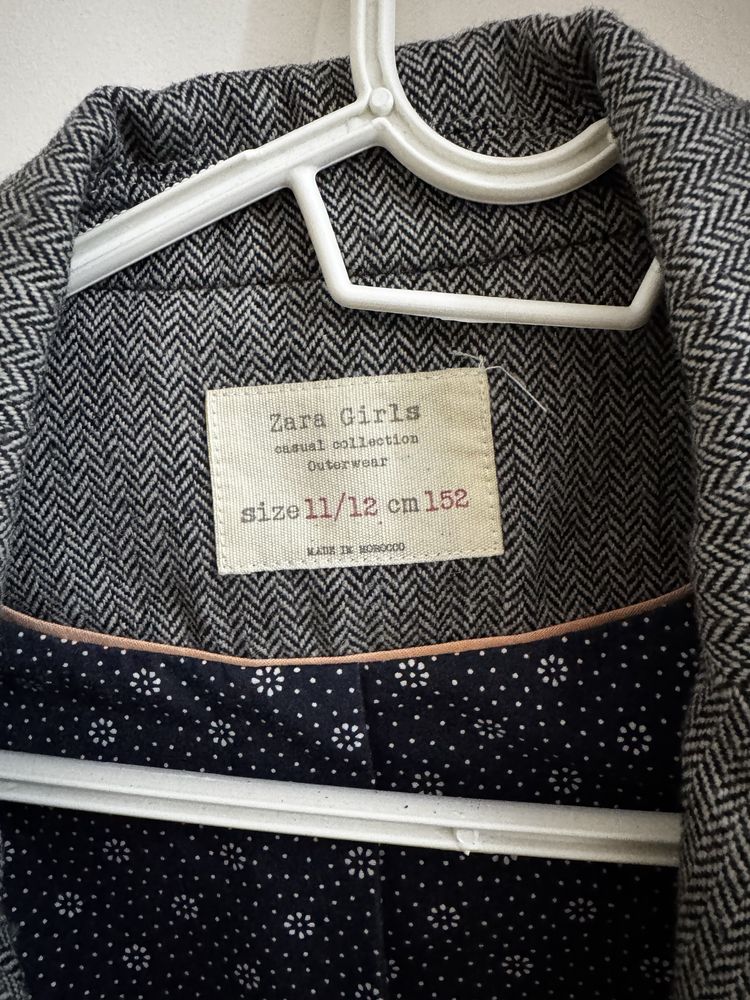 Zara Girls
casual collection
Outerwear
size 11/12 cm 152
MADE IN MOROCCO